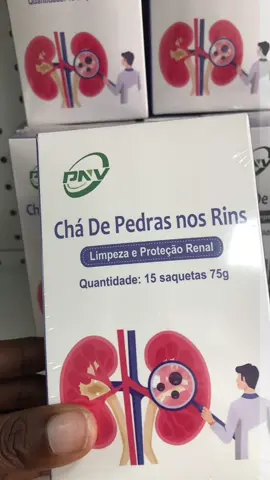 PNV
Chá De Pedras nos Rins
Limpeza e Proteção Renal
Quantidade: 15 saquetas 75g